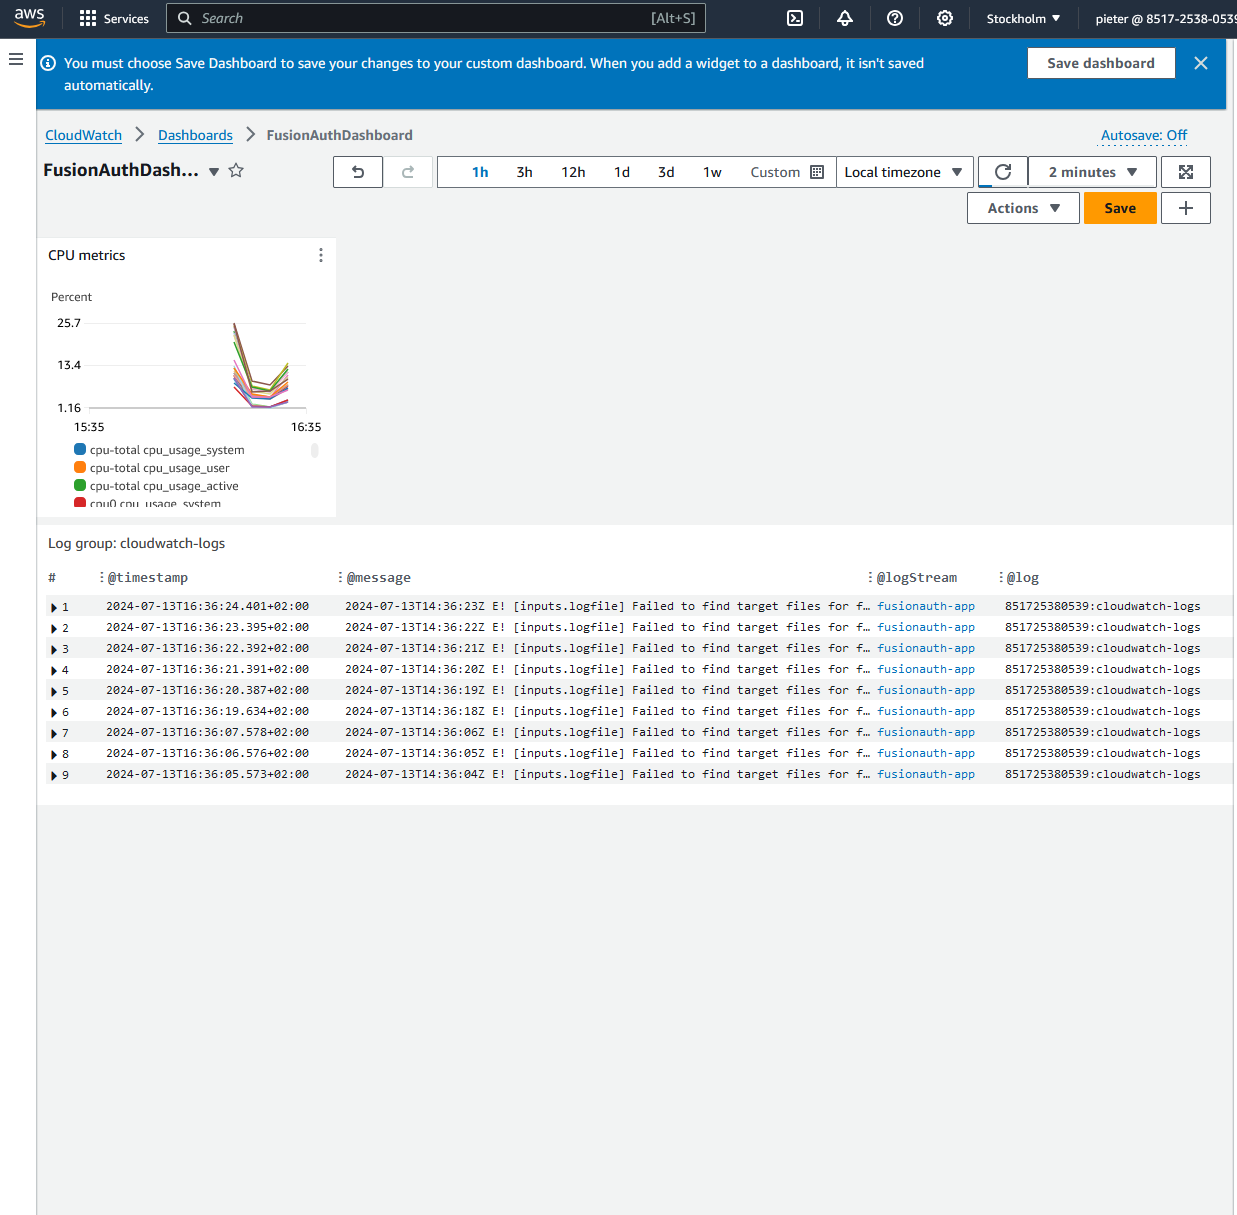 aws Services Search [Alt+S] Stockholm pieter @ 8517-2538-0539
You must choose Save Dashboard to save your changes to your custom dashboard. When you add a widget to a dashboard, it isn't saved
automatically.
Save dashboard
CloudWatch Dashboards FusionAuthDashboard Autosave: Off
FusionAuthDash... 1h 3h 12h 1d 3d 1w Custom Local timezone 2 minutes
Actions Save
CPU metrics
Percent
25.7
13.4
1.16
15:35 16:35
cpu-total cpu_usage_system
cpu-total cpu_usage_user
cpu-total cpu_usage_active
cpu0 cpu_usage_system
Log group: cloudwatch-logs
# @timestamp @message @logStream @log
1 2024-07-13T16:36:24.401+02:00 2024-07-13T14:36:23Z E! [inputs.logfile] Failed to find target files for f… fusionauth-app 851725380539:cloudwatch-logs
2 2024-07-13T16:36:23.395+02:00 2024-07-13T14:36:22Z E! [inputs.logfile] Failed to find target files for f… fusionauth-app 851725380539:cloudwatch-logs
3 2024-07-13T16:36:22.392+02:00 2024-07-13T14:36:21Z E! [inputs.logfile] Failed to find target files for f… fusionauth-app 851725380539:cloudwatch-logs
4 2024-07-13T16:36:21.391+02:00 2024-07-13T14:36:20Z E! [inputs.logfile] Failed to find target files for f… fusionauth-app 851725380539:cloudwatch-logs
5 2024-07-13T16:36:20.387+02:00 2024-07-13T14:36:19Z E! [inputs.logfile] Failed to find target files for f… fusionauth-app 851725380539:cloudwatch-logs
6 2024-07-13T16:36:19.634+02:00 2024-07-13T14:36:18Z E! [inputs.logfile] Failed to find target files for f… fusionauth-app 851725380539:cloudwatch-logs
7 2024-07-13T16:36:07.578+02:00 2024-07-13T14:36:06Z E! [inputs.logfile] Failed to find target files for f… fusionauth-app 851725380539:cloudwatch-logs
8 2024-07-13T16:36:06.576+02:00 2024-07-13T14:36:05Z E! [inputs.logfile] Failed to find target files for f… fusionauth-app 851725380539:cloudwatch-logs
9 2024-07-13T16:36:05.573+02:00 2024-07-13T14:36:04Z E! [inputs.logfile] Failed to find target files for f… fusionauth-app 851725380539:cloudwatch-logs